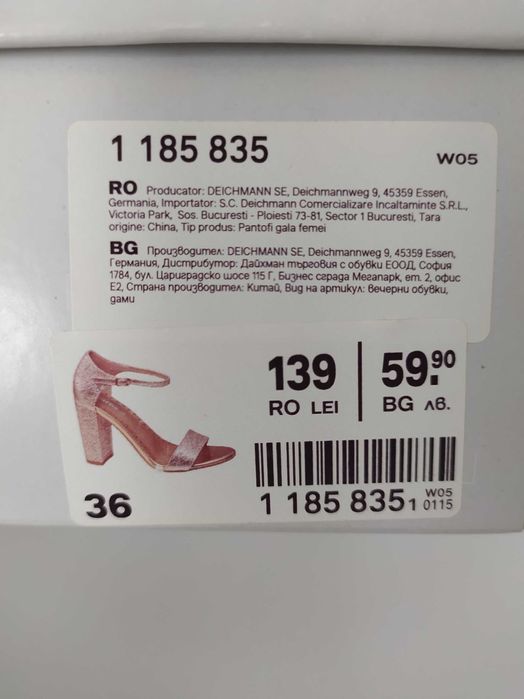 1 185 835
W05
RO Producator: DEICHMANN SE, Deichmannweg 9, 45359 Essen,
Germania, Importator: S.C. Deichmann Comercializare Incaltaminte S.R.L.,
Victoria Park, Sos. Bucuresti - Ploiesti 73-81, Sector 1 Bucuresti, Tara
origine: China, Tip produs: Pantofi gala femei
BG Производител: DEICHMANN SE, Deichmannweg 9, 45359 Essen,
Германия, Дистрибутор: Дайхман търговия с обувки ЕООД, София
1784, бул. Цариградско шосе 115 Г, Бизнес сграда Мегапарк, ет. 2, офис
Е2, Страна производител: Китай, Вид на артикул: вечерни обувки,
дами
139 59.90
RO LEI BG лв.
36
1 185 835 1 W05 0115